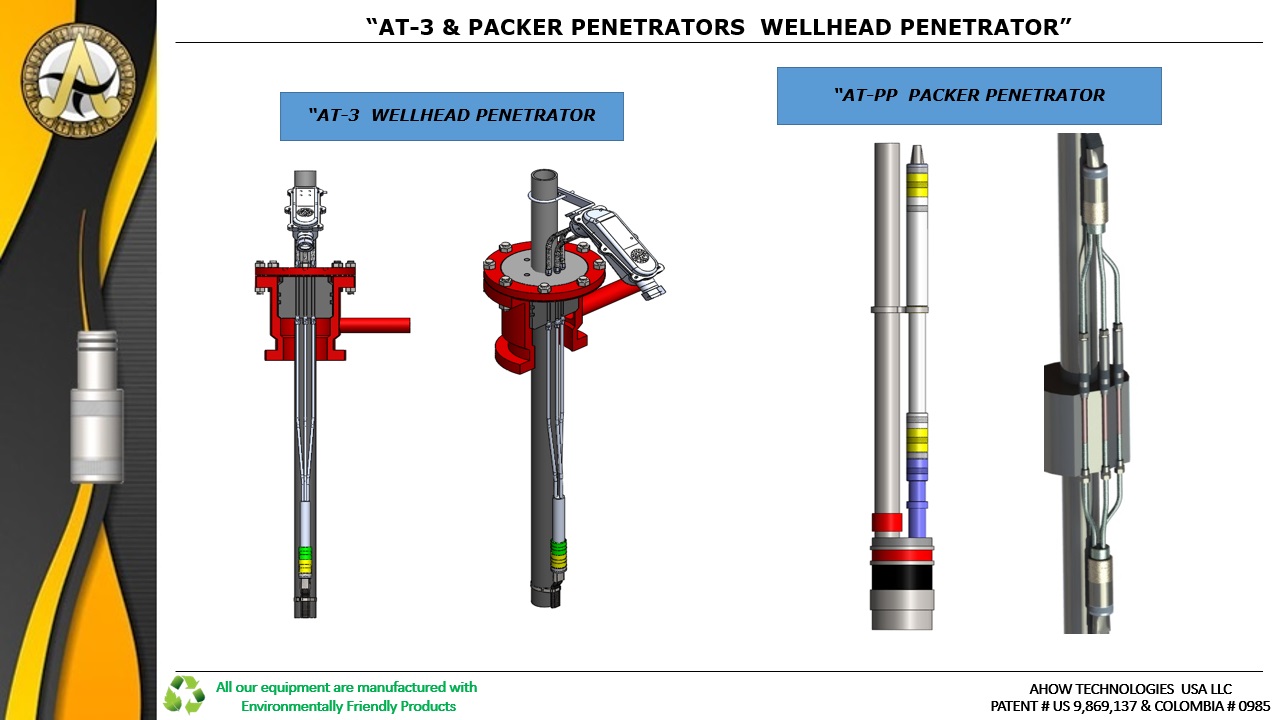 “AT-3 & PACKER PENETRATORS  WELLHEAD PENETRATOR”
“AT-3  WELLHEAD PENETRATOR
“AT-PP  PACKER PENETRATOR
All our equipment are manufactured with
Environmentally Friendly Products
AHOW TECHNOLOGIES  USA LLC
PATENT # US 9,869,137 & COLOMBIA # 0985